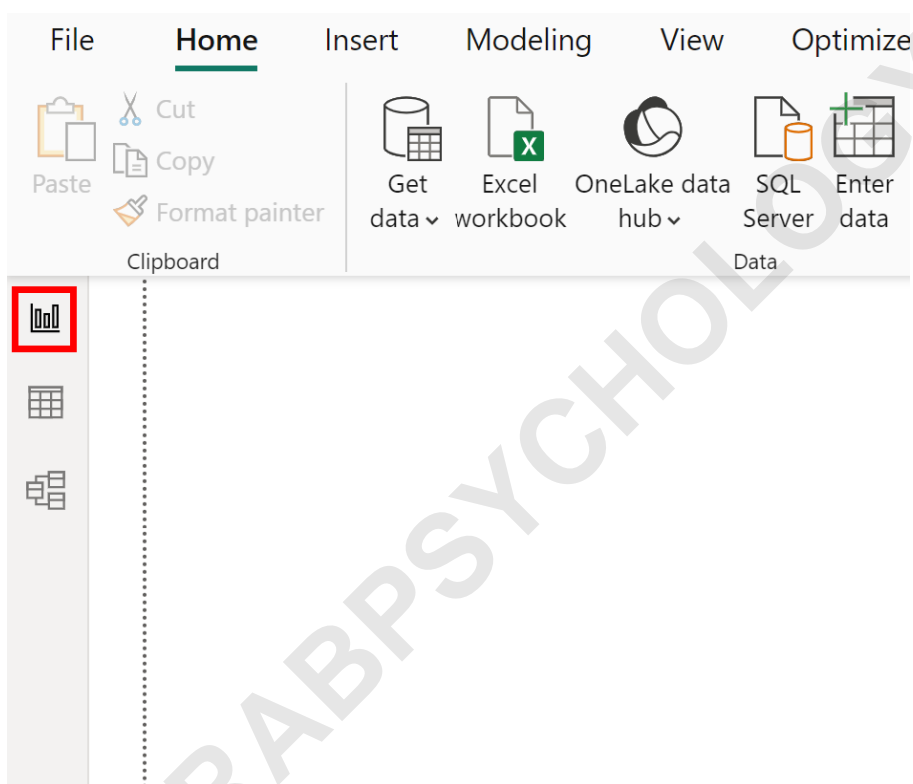 File Home Insert Modeling View Optimize
Cut
Copy
Paste
Format painter
Clipboard
Get data
Excel workbook
OneLake data hub
SQL Server
Enter data
Data
X
RABPSYCHOLOGY